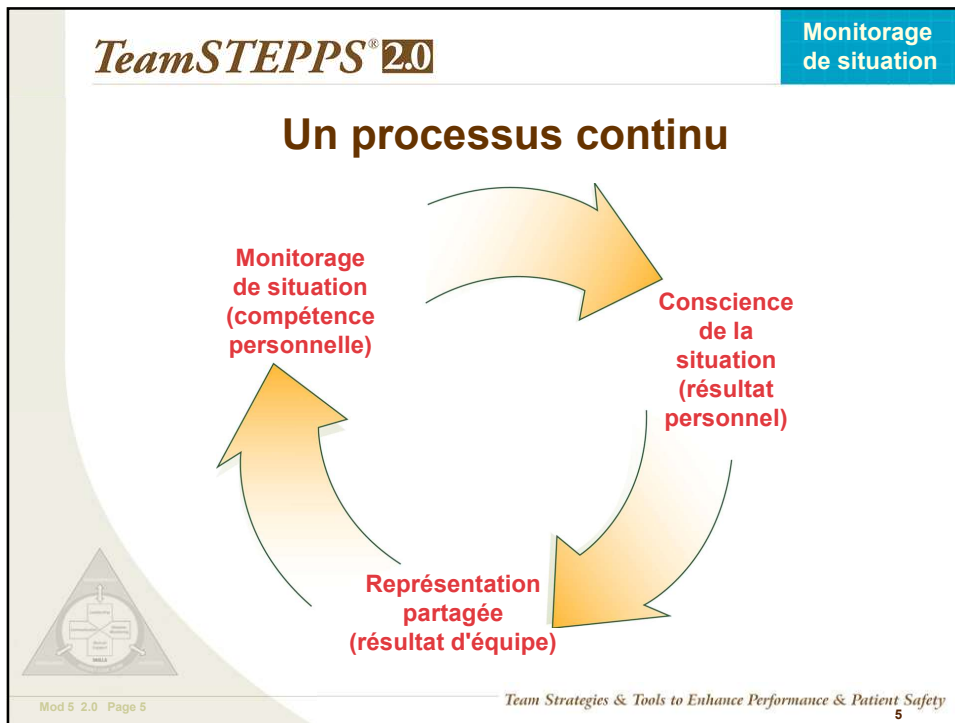 TeamSTEPPS® 2.0
Monitorage
de situation
Un processus continu
Monitorage
de situation
(compétence
personnelle)
Conscience
de la
situation
(résultat
personnel)
Représentation
partagée
(résultat d'équipe)
SKILLS
Mod 5 2.0 Page 5
Team Strategies & Tools to Enhance Performance & Patient Safety
5